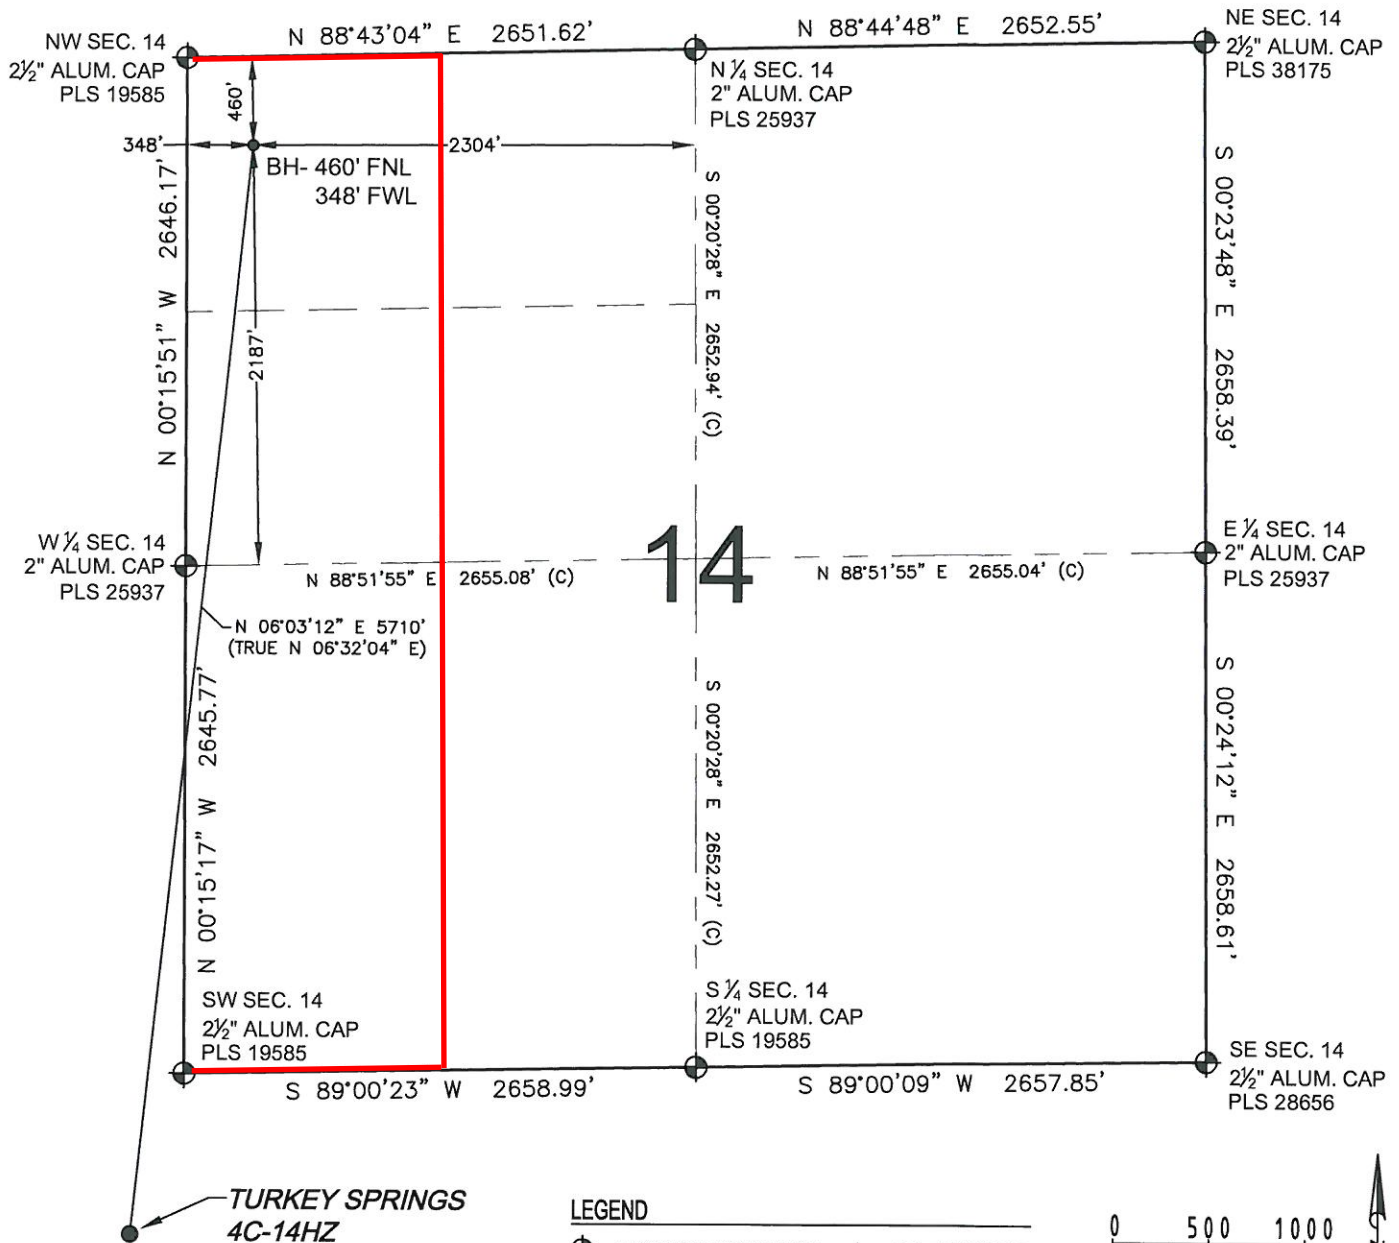 N 88°43'04" E 2651.62'
N 88°44'48" E 2652.55'
NW SEC. 14
2½" ALUM. CAP
PLS 19585
N ¼ SEC. 14
2" ALUM. CAP
PLS 25937
NE SEC. 14
2½" ALUM. CAP
PLS 38175
460'
348'
2304'
BH- 460' FNL
348' FWL
N 00°15'51" W 2646.17'
2187'
S 00°20'28" E 2652.94' (C)
S 00°23'48" E 2658.39'
W ¼ SEC. 14
2" ALUM. CAP
PLS 25937
N 88°51'55" E 2655.08' (C)
14
N 88°51'55" E 2655.04' (C)
E ¼ SEC. 14
2" ALUM. CAP
PLS 25937
N 06°03'12" E 5710'
(TRUE N 06°32'04" E)
N 00°15'17" W 2645.77'
S 00°20'28" E 2652.27' (C)
S 00°24'12" E 2658.61'
SW SEC. 14
2½" ALUM. CAP
PLS 19585
S ¼ SEC. 14
2½" ALUM. CAP
PLS 19585
SE SEC. 14
2½" ALUM. CAP
PLS 28656
S 89°00'23" W 2658.99'
S 89°00'09" W 2657.85'
TURKEY SPRINGS
4C-14HZ
LEGEND
0 500 1000